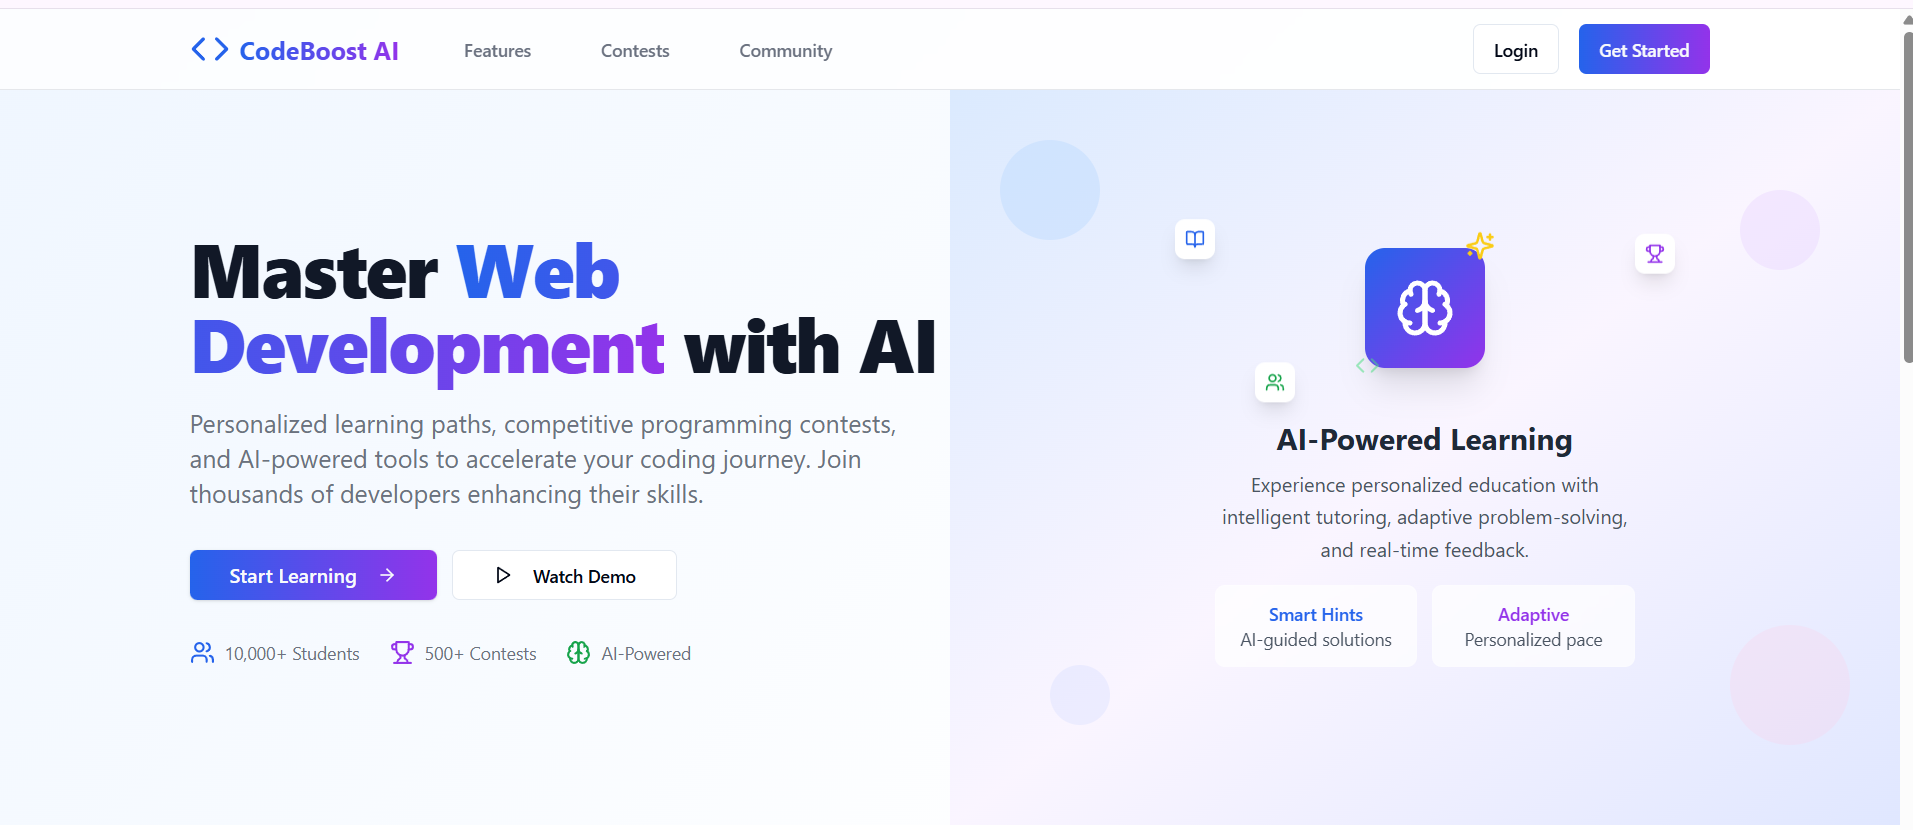 CodeBoost AI
Features
Contests
Community
Login
Get Started
Master Web
Development with AI
Personalized learning paths, competitive programming contests,
and AI-powered tools to accelerate your coding journey. Join
thousands of developers enhancing their skills.
Start Learning
Watch Demo
10,000+ Students
500+ Contests
AI-Powered
AI-Powered Learning
Experience personalized education with
intelligent tutoring, adaptive problem-solving,
and real-time feedback.
Smart Hints
AI-guided solutions
Adaptive
Personalized pace